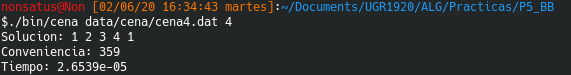 nonsatus@Non [02/06/20 16:34:43 martes]:~/Documents/UGR1920/ALG/Practicas/P5_BB
$./bin/cena data/cena/cena4.dat 4
Solucion: 1 2 3 4 1
Conveniencia: 359
Tiempo: 2.6539e-05